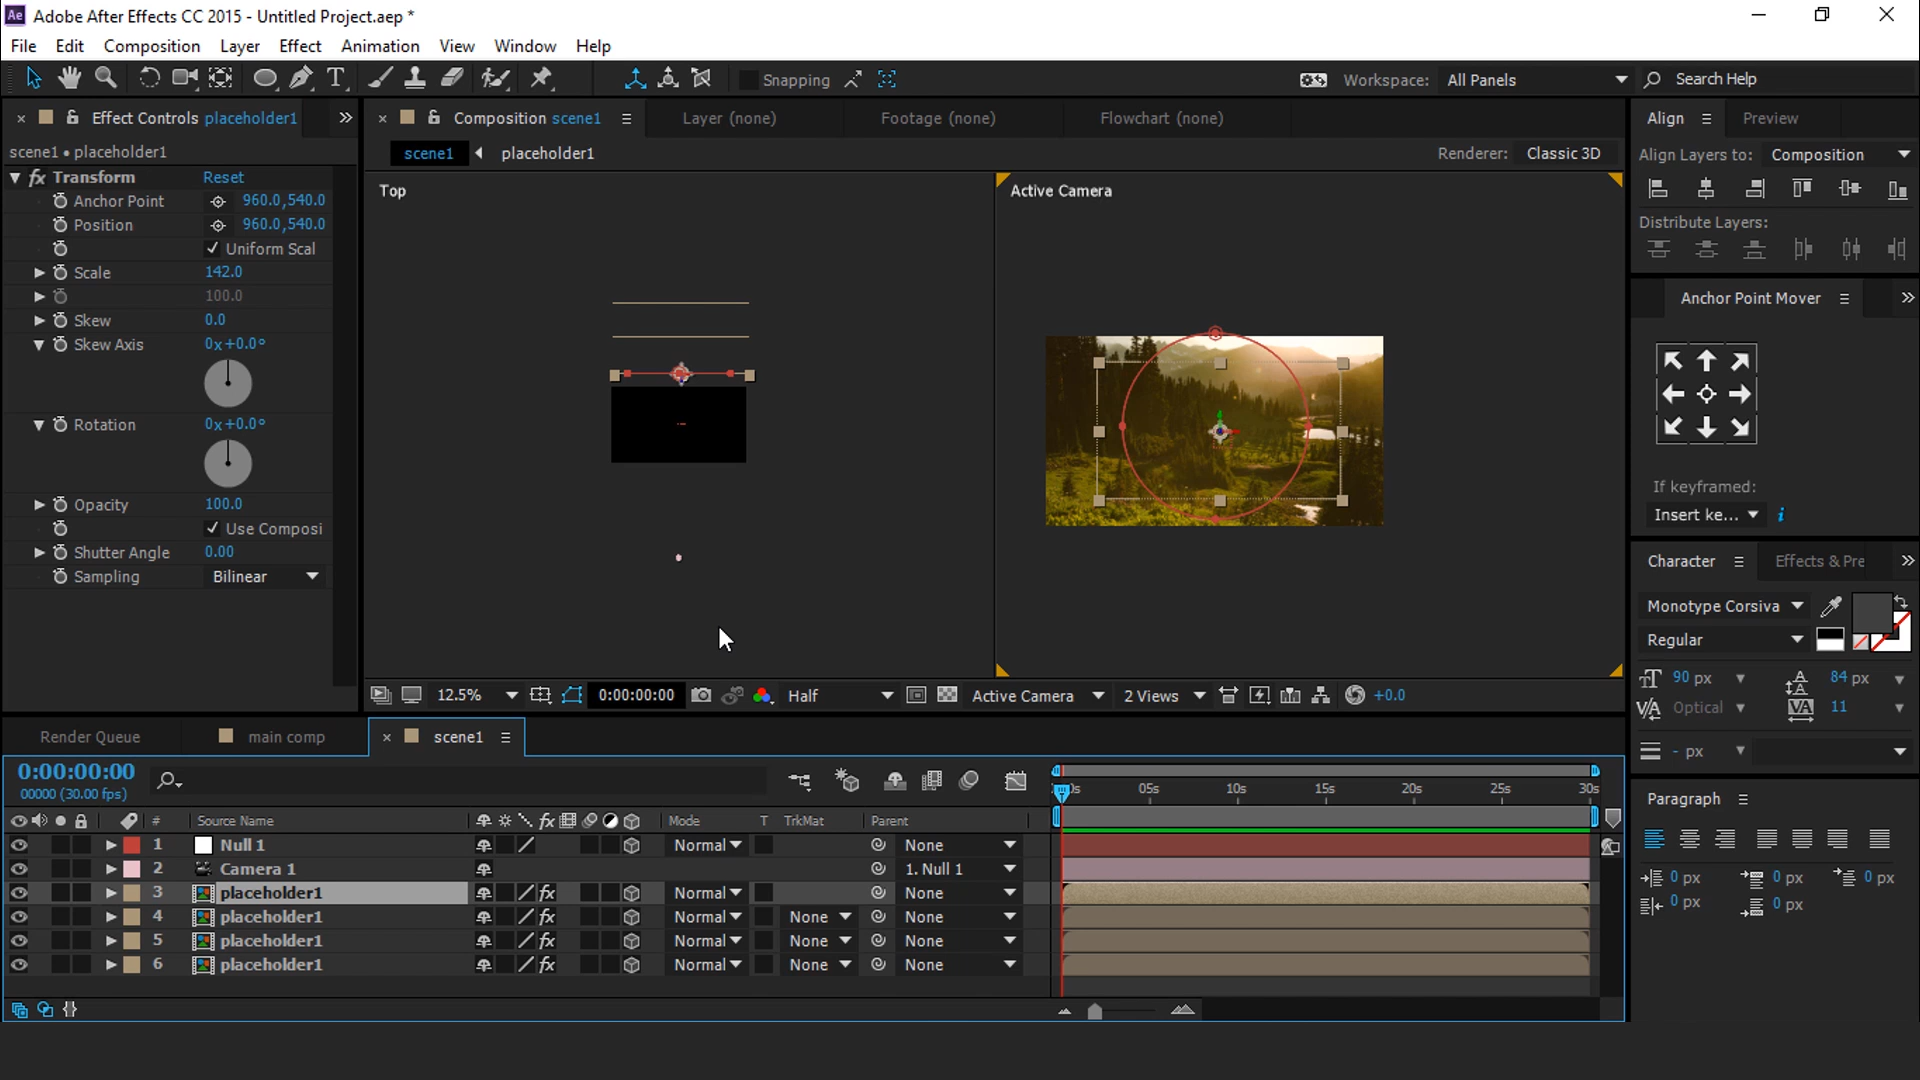 Ae Adobe After Effects CC 2015 - Untitled Project.aep *
File Edit Composition Layer Effect Animation View Window Help
T Snapping Workspace: All Panels Search Help
Effect Controls placeholder1
scene1 • placeholder1
fx Transform Reset
Anchor Point 960.0,540.0
Position 960.0,540.0
Uniform Scal
Scale 142.0
100.0
Skew 0.0
Skew Axis 0x+0.0°
Rotation 0x+0.0°
Opacity 100.0
Use Composi
Shutter Angle 0.00
Sampling Bilinear
Composition scene1 Layer (none) Footage (none) Flowchart (none)
scene1 placeholder1 Renderer: Classic 3D
Top
Active Camera
12.5% 0:00:00:00 Half Active Camera 2 Views +0.0
Align Preview
Align Layers to: Composition
Distribute Layers:
Anchor Point Mover
If keyframed:
Insert ke... i
Character Effects & Pre
Monotype Corsiva
Regular
90 px 84 px
Optical 11
- px
Paragraph
0 px 0 px 0 px
0 px 0 px
Render Queue main comp scene1
0:00:00:00
00000 (30.00 fps)
05s 10s 15s 20s 25s 30s
# Source Name fx Mode T TrkMat Parent
1 Null 1 Normal None
2 Camera 1 1. Null 1
3 placeholder1 fx Normal None
4 placeholder1 fx Normal None None
5 placeholder1 fx Normal None None
6 placeholder1 fx Normal None None